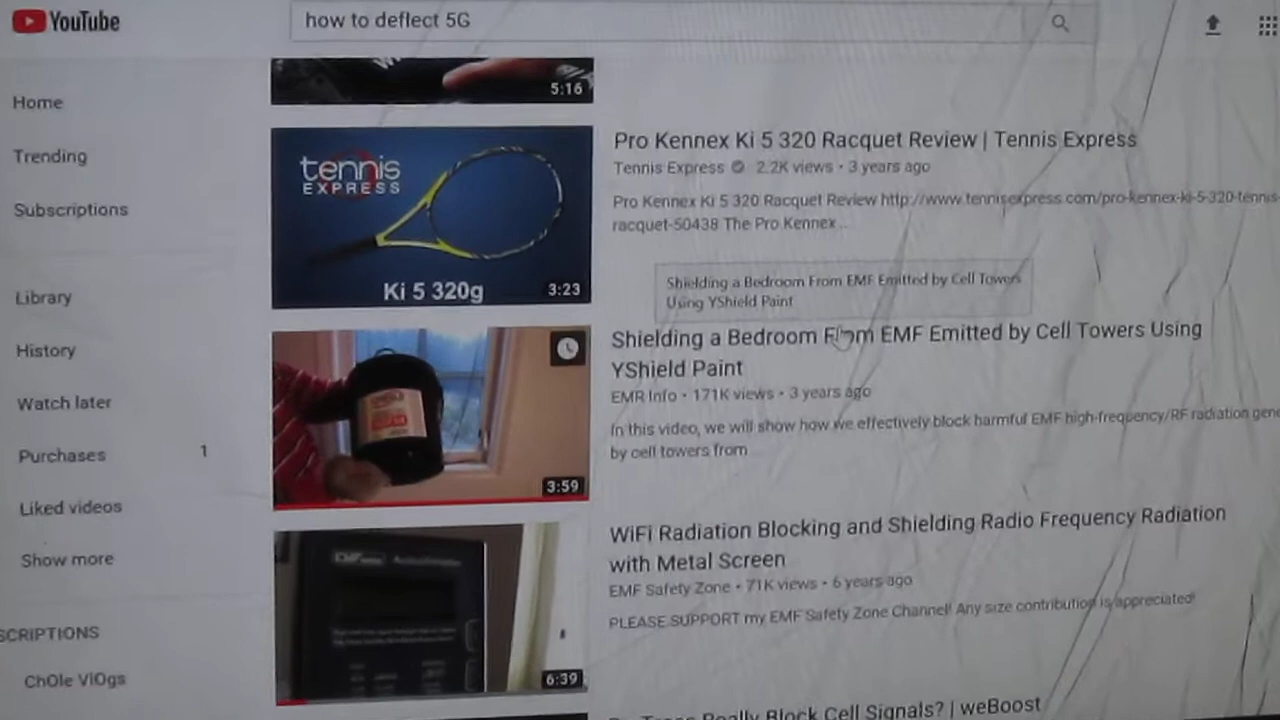 YouTube
how to deflect 5G
Home
Trending
Subscriptions
Library
History
Watch later
Purchases 1
Liked videos
Show more
SCRIPTIONS
ChOle VlOgs
5:16
tennis
EXPRESS
Ki 5 320g
3:23
Pro Kennex Ki 5 320 Racquet Review | Tennis Express
Tennis Express 2.2K views • 3 years ago
Pro Kennex Ki 5 320 Racquet Review http://www.tennisexpress.com/pro-kennex-ki-5-320-tennis-
racquet-50438 The Pro Kennex...
Shielding a Bedroom From EMF Emitted by Cell Towers
Using YShield Paint
3:59
Shielding a Bedroom From EMF Emitted by Cell Towers Using
YShield Paint
EMR Info • 171K views • 3 years ago
In this video, we will show how we effectively block harmful EMF high-frequency/RF radiation gene
by cell towers from
6:39
WiFi Radiation Blocking and Shielding Radio Frequency Radiation
with Metal Screen
EMF Safety Zone • 71K views • 6 years ago
PLEASE SUPPORT my EMF Safety Zone Channel! Any size contribution is appreciated!
Trees Really Block Cell Signals? | weBoost